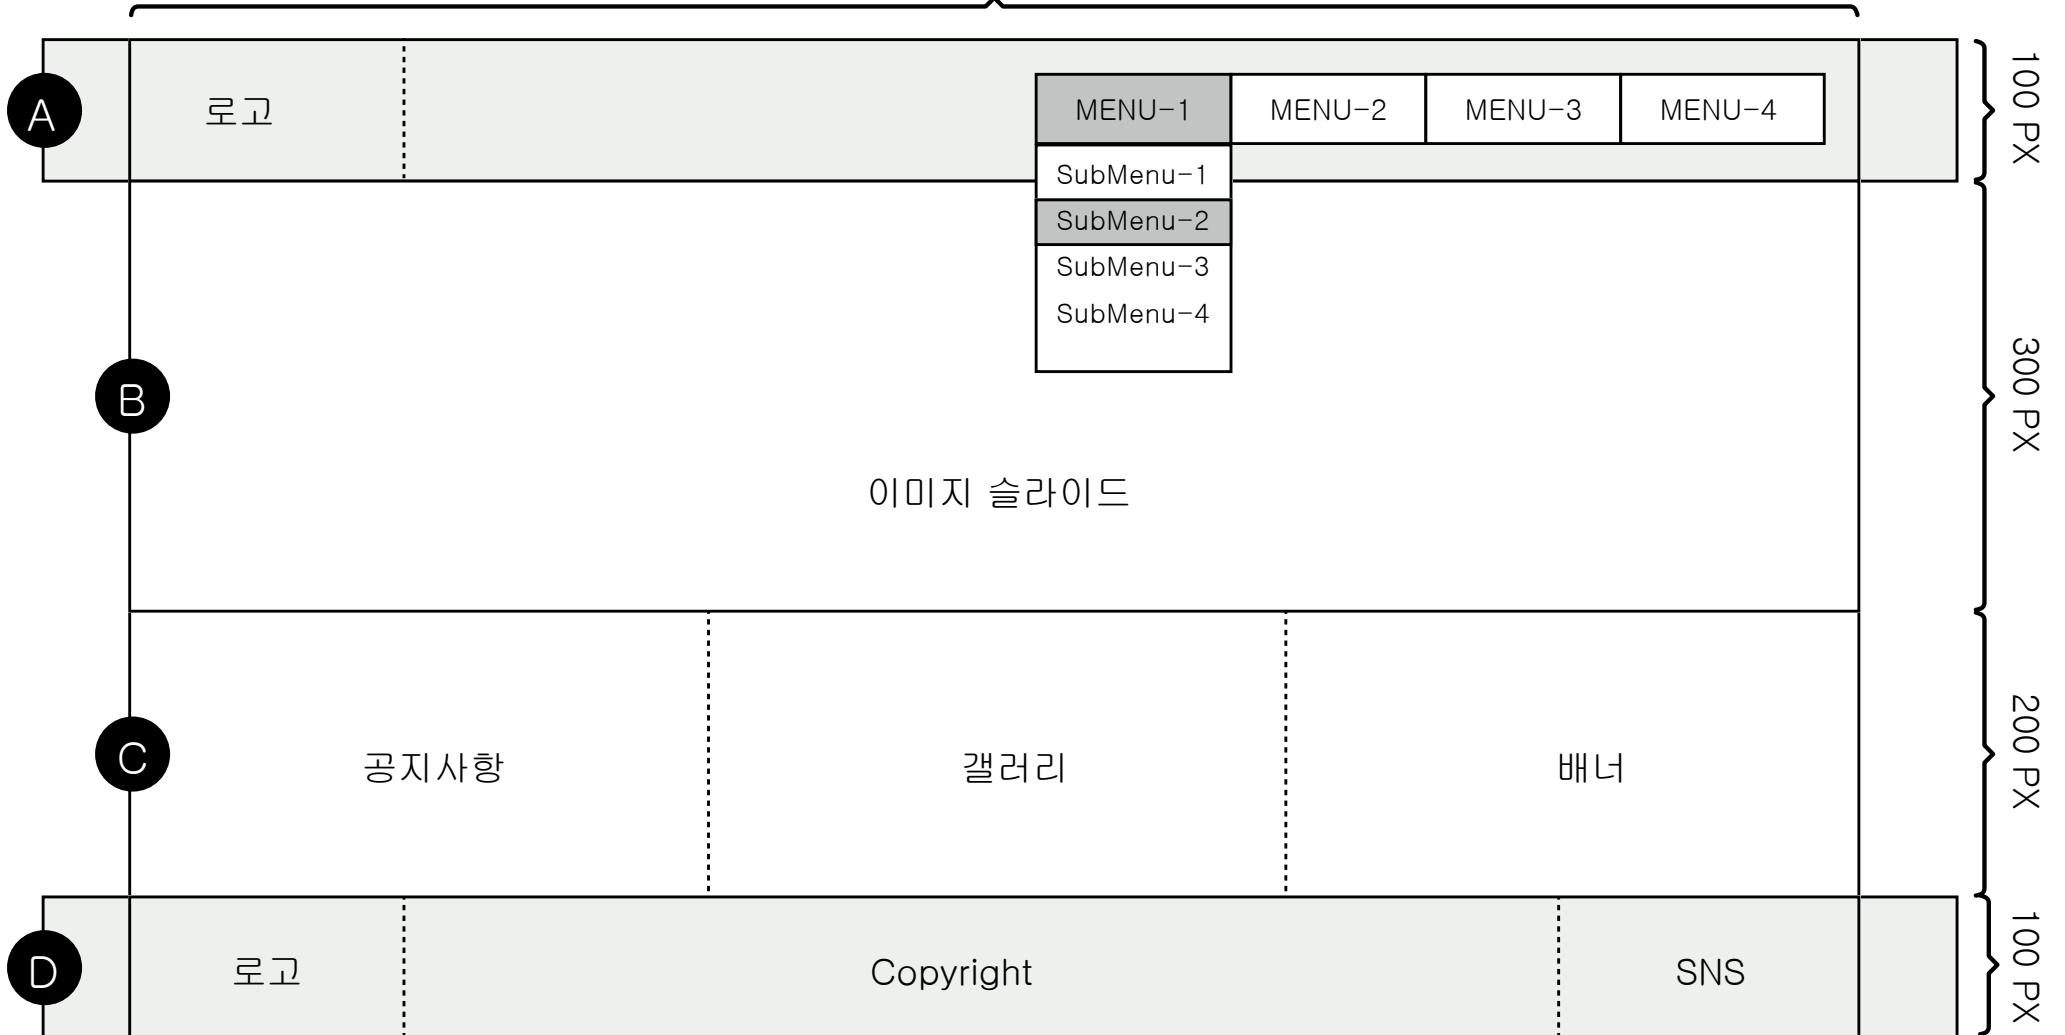 A
로고
MENU-1
MENU-2
MENU-3
MENU-4
100 PX
SubMenu-1
SubMenu-2
SubMenu-3
SubMenu-4
B
300 PX
이미지 슬라이드
C
공지사항
갤러리
배너
200 PX
D
로고
Copyright
SNS
100 PX